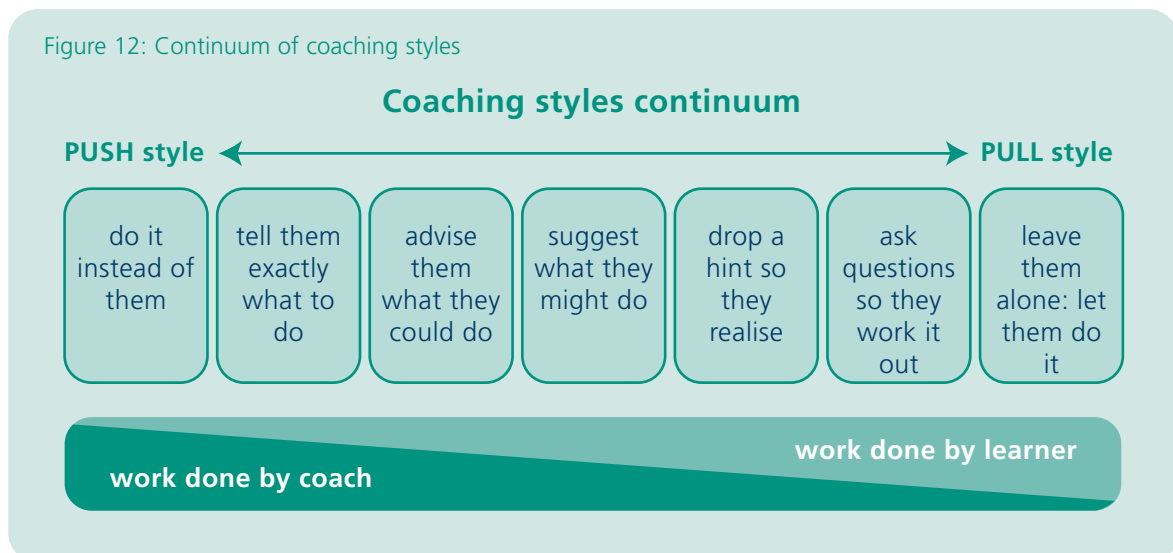 Figure 12: Continuum of coaching styles
Coaching styles continuum
PUSH style
PULL style
do it
instead of
them
tell them
exactly
what to
do
advise
them
what they
could do
suggest
what they
might do
drop a
hint so
they
realise
ask
questions
so they
work it
out
leave
them
alone: let
them do
it
work done by learner
work done by coach